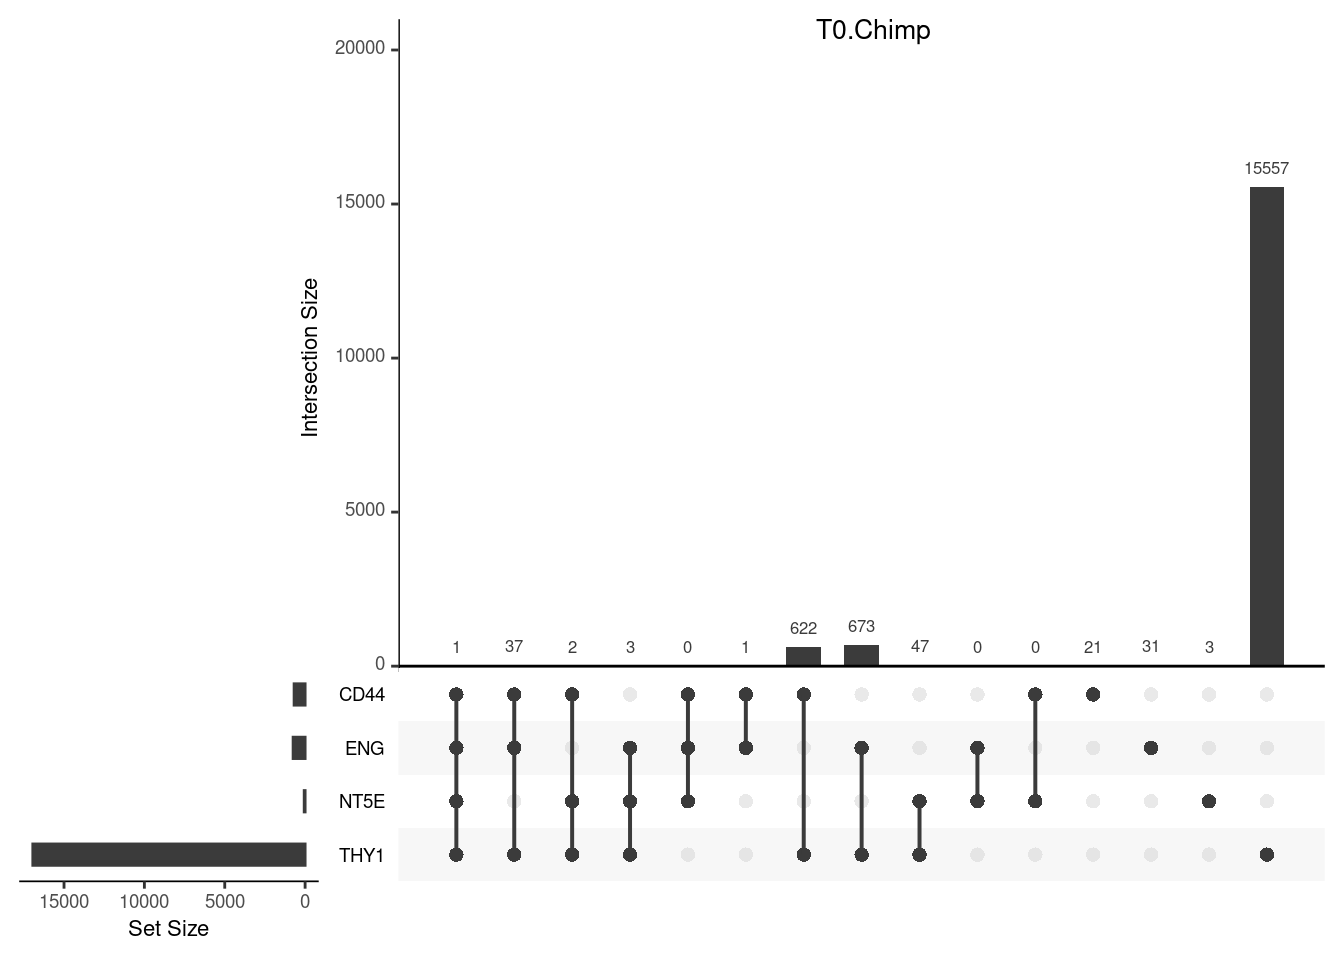 T0.Chimp
20000
15000
10000
5000
0
Intersection Size
15557
1 37 2 3 0 1 622 673 47 0 0 21 31 3
CD44
ENG
NT5E
THY1
15000 10000 5000 0
Set Size